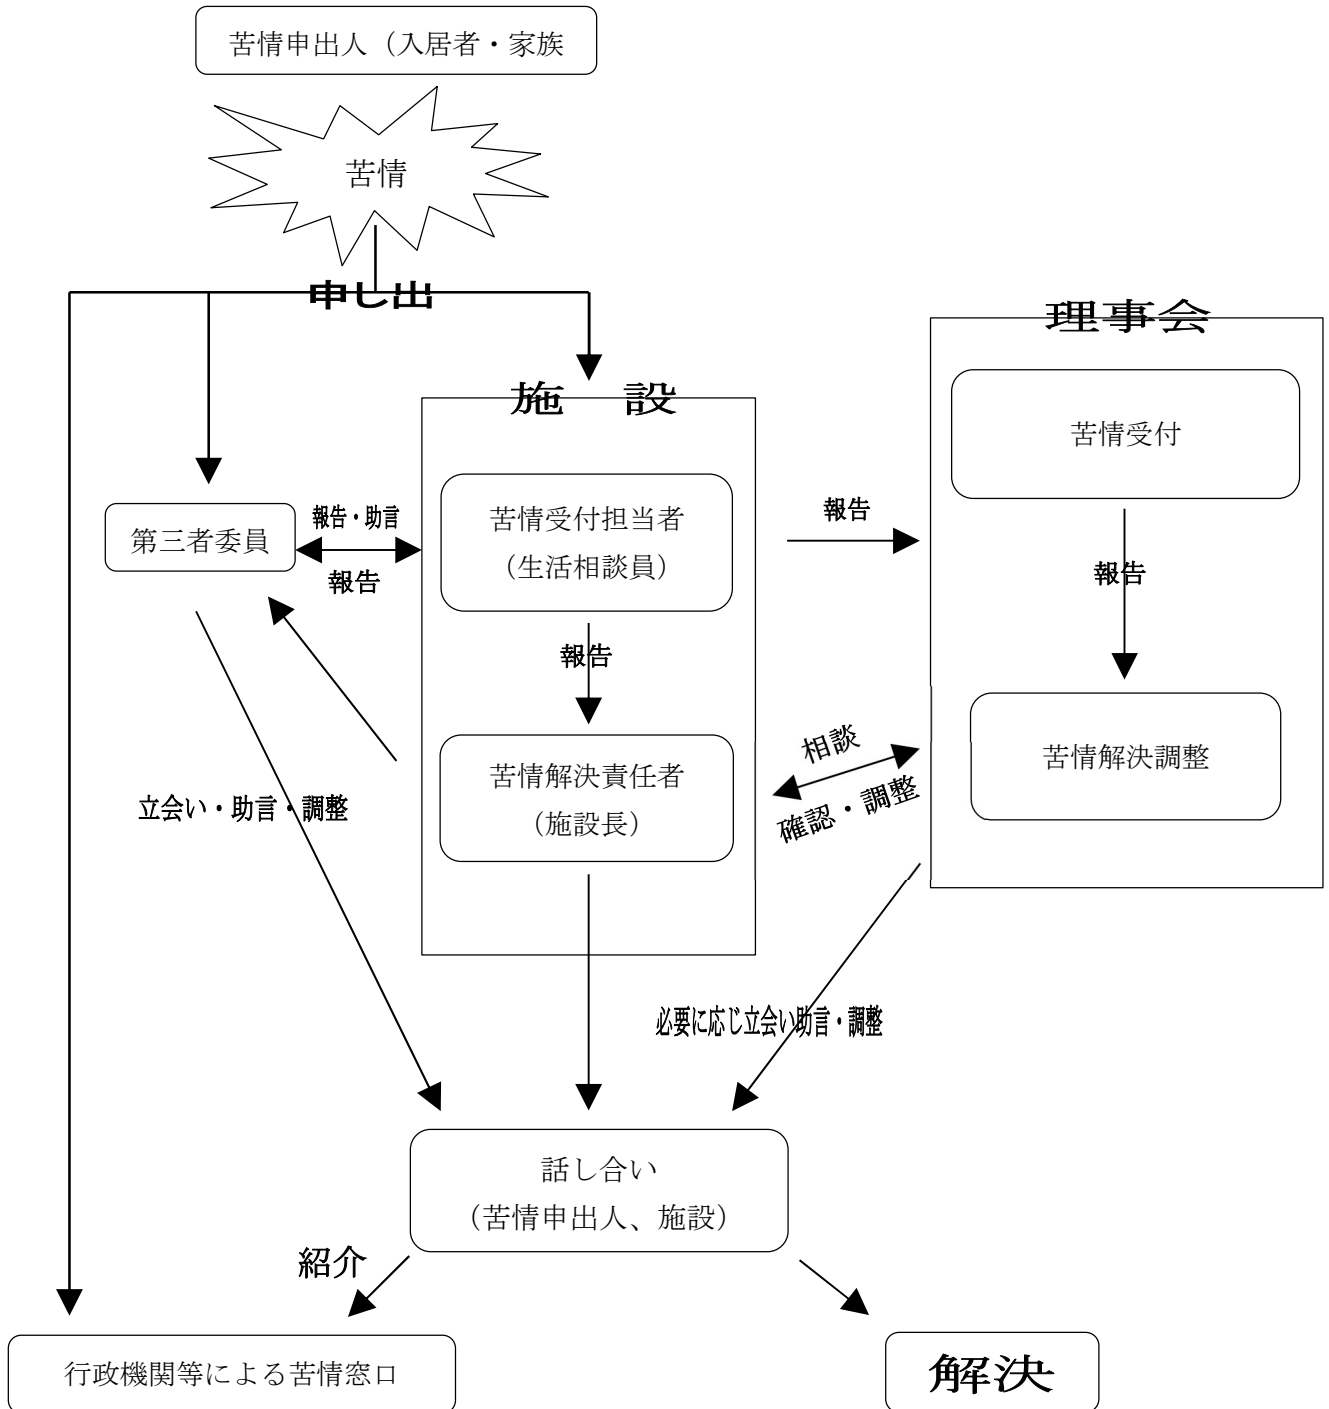 苦情申出人（入居者・家族
苦情
申し出
理事会
施　設
苦情受付
第三者委員
報告・助言
報告
苦情受付担当者
（生活相談員）
報告
報告
報告
苦情解決責任者
（施設長）
相談
確認・調整
苦情解決調整
立会い・助言・調整
必要に応じ立会い助言・調整
話し合い
（苦情申出人、施設）
紹介
行政機関等による苦情窓口
解決